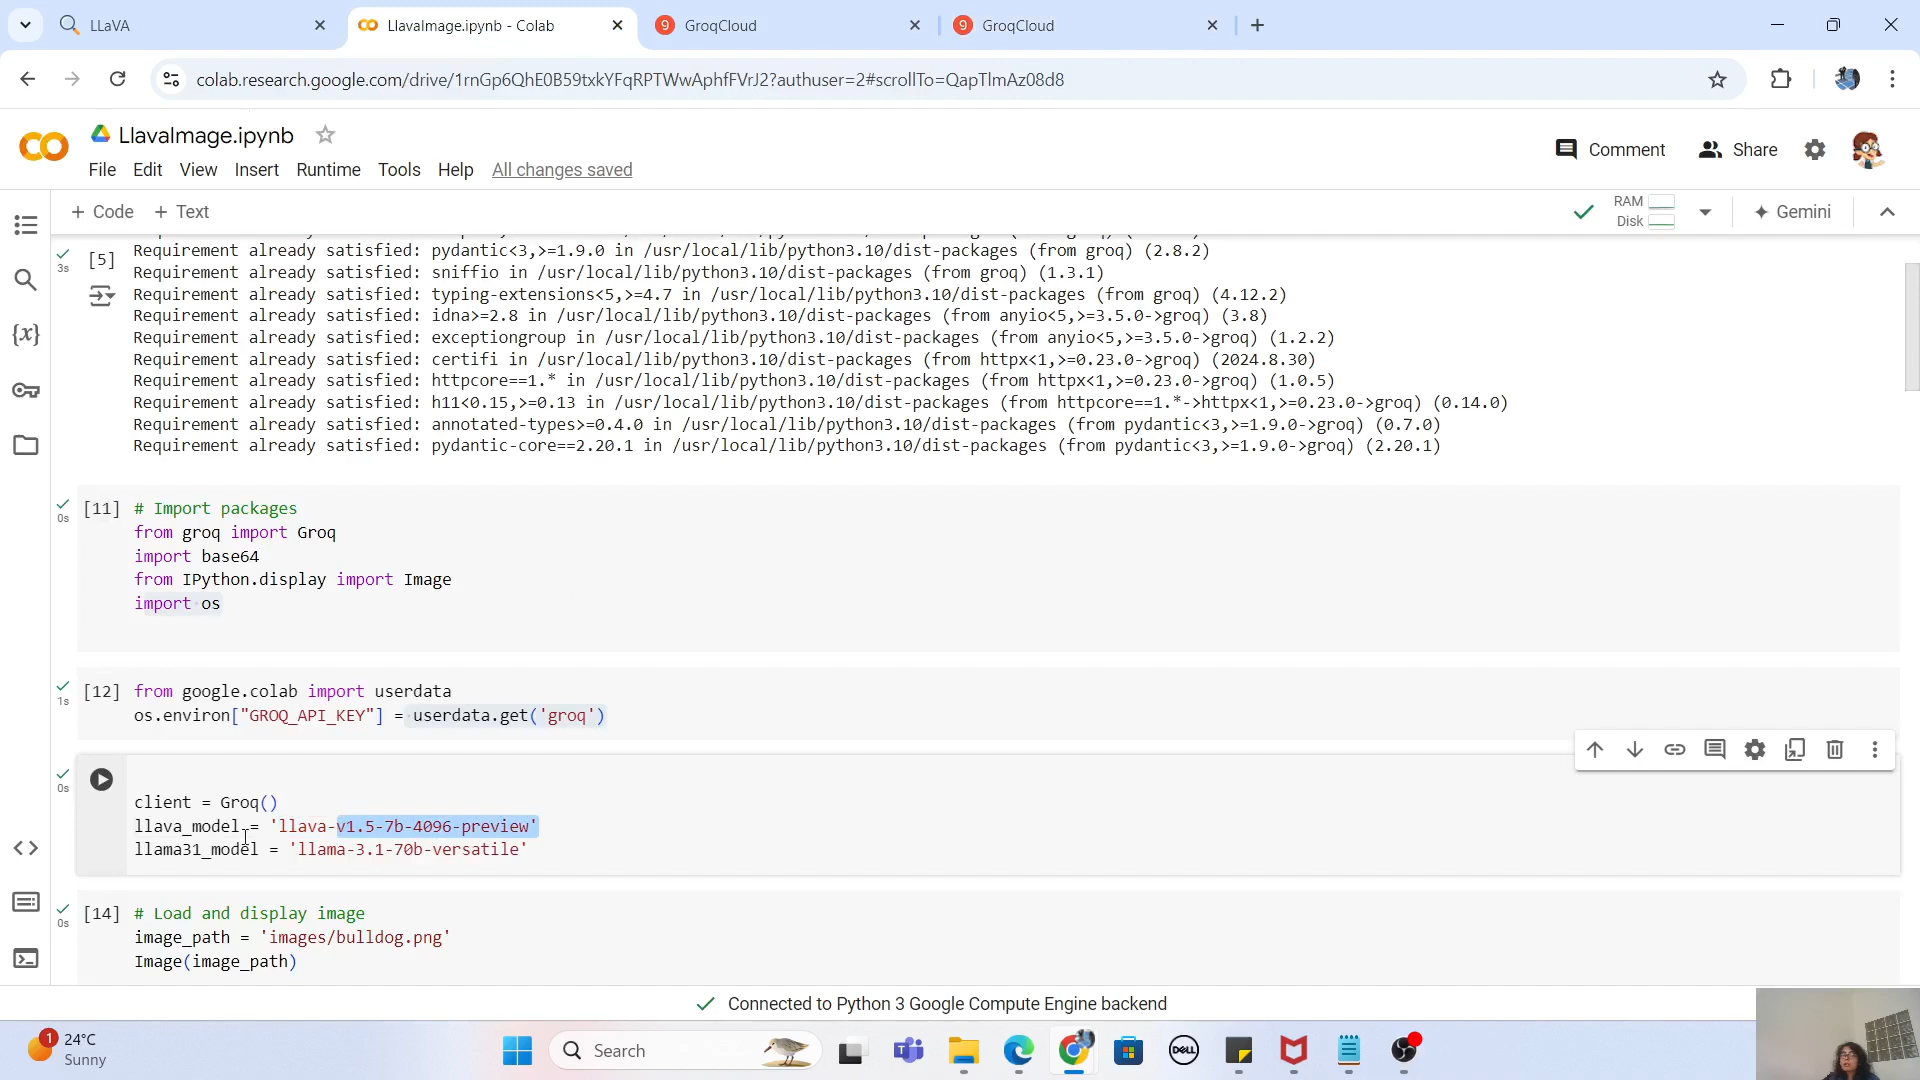 LLaVA
LlavaImage.ipynb - Colab
GroqCloud
GroqCloud
colab.research.google.com/drive/1rnGp6QhE0B59txkYFqRPTWwAphfFVrJ2?authuser=2#scrollTo=QapTlmAz08d8
LlavaImage.ipynb
Comment
Share
File Edit View Insert Runtime Tools Help All changes saved
+ Code + Text
RAM
Disk
Gemini
3s
[5]
Requirement already satisfied: pydantic<3,>=1.9.0 in /usr/local/lib/python3.10/dist-packages (from groq) (2.8.2)
Requirement already satisfied: sniffio in /usr/local/lib/python3.10/dist-packages (from groq) (1.3.1)
Requirement already satisfied: typing-extensions<5,>=4.7 in /usr/local/lib/python3.10/dist-packages (from groq) (4.12.2)
Requirement already satisfied: idna>=2.8 in /usr/local/lib/python3.10/dist-packages (from anyio<5,>=3.5.0->groq) (3.8)
Requirement already satisfied: exceptiongroup in /usr/local/lib/python3.10/dist-packages (from anyio<5,>=3.5.0->groq) (1.2.2)
Requirement already satisfied: certifi in /usr/local/lib/python3.10/dist-packages (from httpx<1,>=0.23.0->groq) (2024.8.30)
Requirement already satisfied: httpcore==1.* in /usr/local/lib/python3.10/dist-packages (from httpx<1,>=0.23.0->groq) (1.0.5)
Requirement already satisfied: h11<0.15,>=0.13 in /usr/local/lib/python3.10/dist-packages (from httpcore==1.*->httpx<1,>=0.23.0->groq) (0.14.0)
Requirement already satisfied: annotated-types>=0.4.0 in /usr/local/lib/python3.10/dist-packages (from pydantic<3,>=1.9.0->groq) (0.7.0)
Requirement already satisfied: pydantic-core==2.20.1 in /usr/local/lib/python3.10/dist-packages (from pydantic<3,>=1.9.0->groq) (2.20.1)
0s
[11] # Import packages
from groq import Groq
import base64
from IPython.display import Image
import os
1s
[12] from google.colab import userdata
os.environ["GROQ_API_KEY"] = userdata.get('groq')
0s
client = Groq()
llava_model = 'llava-v1.5-7b-4096-preview'
llama31_model = 'llama-3.1-70b-versatile'
0s
[14] # Load and display image
image_path = 'images/bulldog.png'
Image(image_path)
Connected to Python 3 Google Compute Engine backend
1
24°C
Sunny
Search
DELL